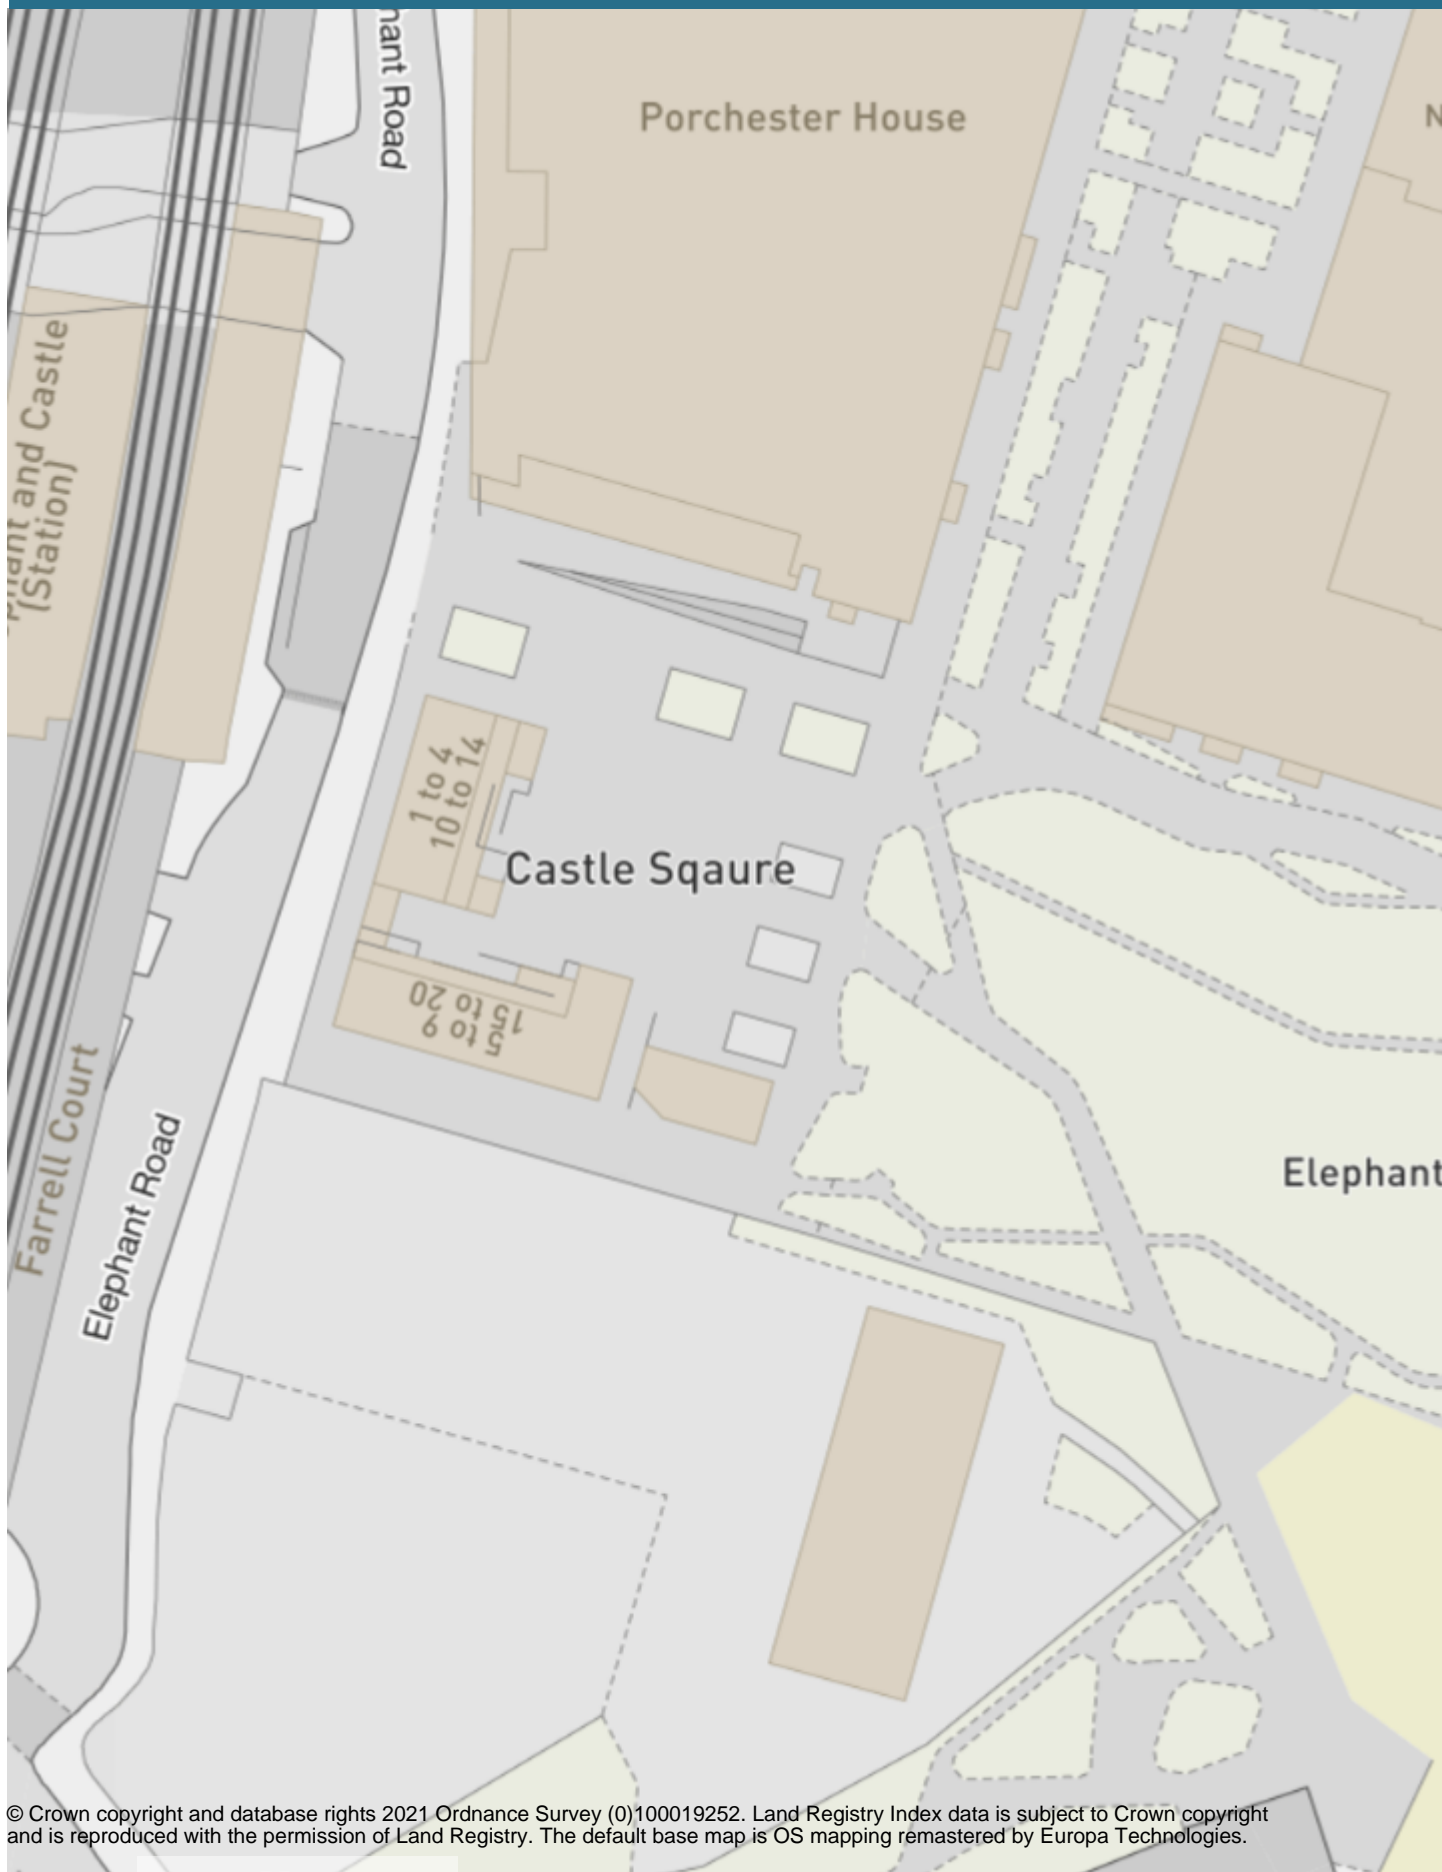 hant Road
Porchester House
N
phant and Castle
(Station)
1 to 4
10 to 14
Castle Sqaure
5 to 9
15 to 20
Farrell Court
Elephant Road
Elephant
© Crown copyright and database rights 2021 Ordnance Survey (0)100019252. Land Registry Index data is subject to Crown copyright
and is reproduced with the permission of Land Registry. The default base map is OS mapping remastered by Europa Technologies.